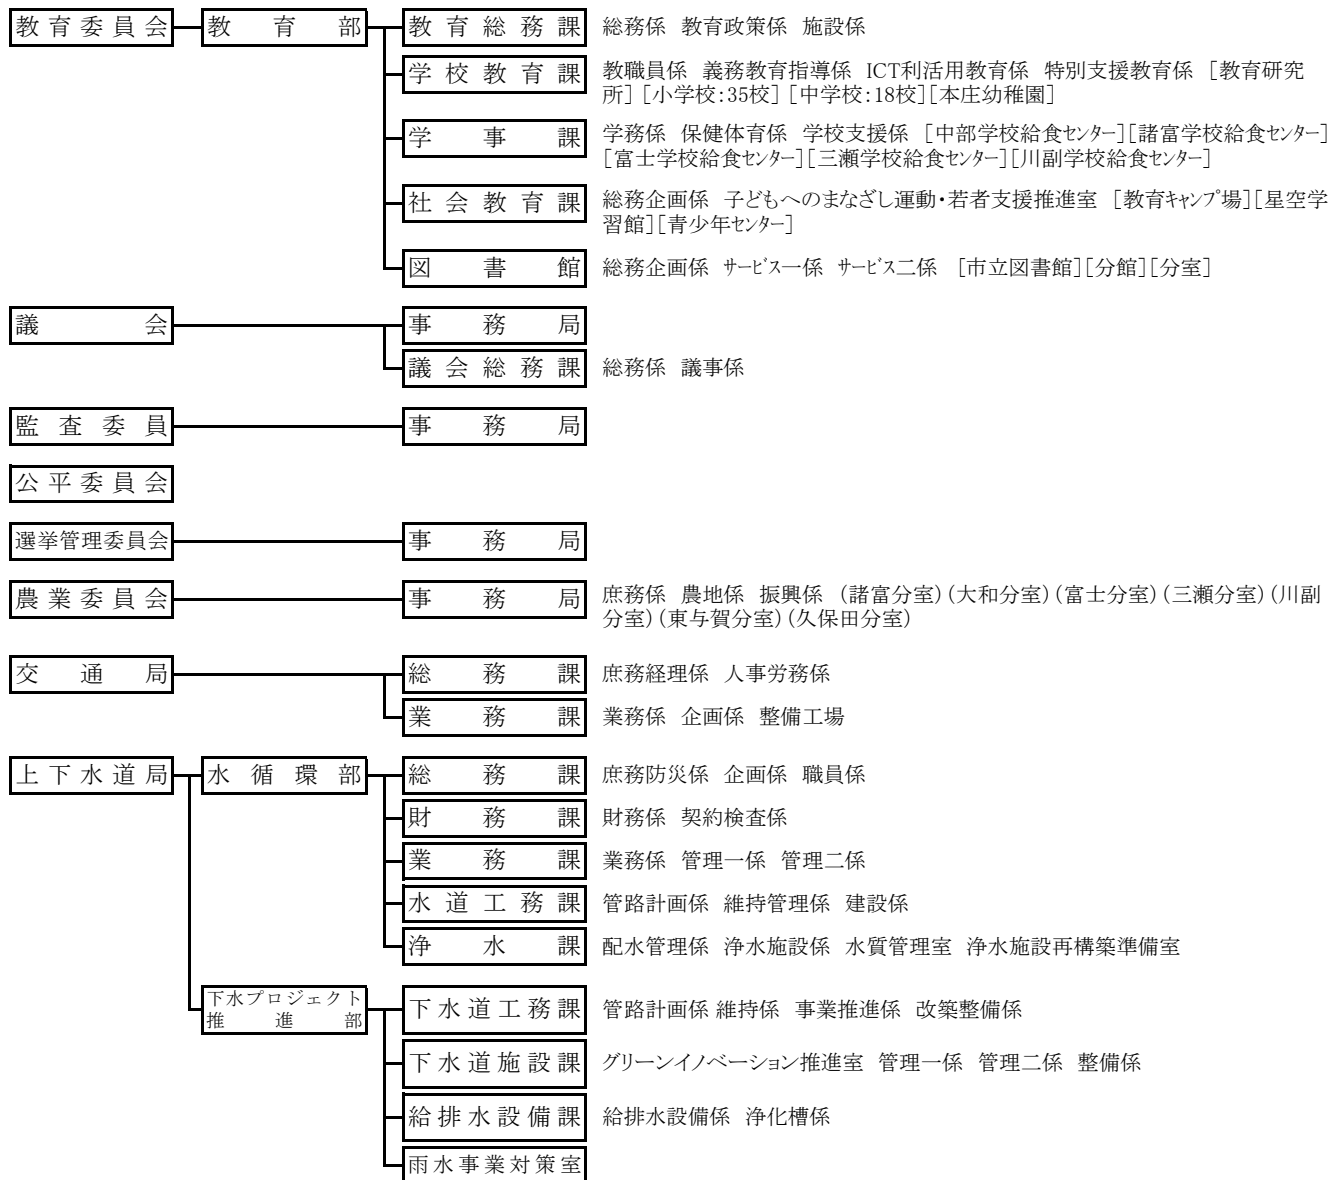 教育委員会 教育部 教育総務課 総務係 教育政策係 施設係
学校教育課 教職員係 義務教育指導係 ICT利活用教育係 特別支援教育係 [教育研究
所] [小学校:35校] [中学校:18校][本庄幼稚園]
学事課 学務係 保健体育係 学校支援係 [中部学校給食センター][諸富学校給食センター]
[富士学校給食センター][三瀬学校給食センター][川副学校給食センター]
社会教育課 総務企画係 子どもへのまなざし運動・若者支援推進室 [教育キャンプ場][星空学
習館][青少年センター]
図書館 総務企画係 サービス一係 サービス二係 [市立図書館][分館][分室]
議会 事務局
議会総務課 総務係 議事係
監査委員 事務局
公平委員会
選挙管理委員会 事務局
農業委員会 事務局 庶務係 農地係 振興係 (諸富分室)(大和分室)(富士分室)(三瀬分室)(川副
分室)(東与賀分室)(久保田分室)
交通局 総務課 庶務経理係 人事労務係
業務課 業務係 企画係 整備工場
上下水道局 水循環部 総務課 庶務防災係 企画係 職員係
財務課 財務係 契約検査係
業務課 業務係 管理一係 管理二係
水道工務課 管路計画係 維持管理係 建設係
浄水課 配水管理係 浄水施設係 水質管理室 浄水施設再構築準備室
下水プロジェクト
推進部 下水道工務課 管路計画係 維持係 事業推進係 改築整備係
下水道施設課 グリーンイノベーション推進室 管理一係 管理二係 整備係
給排水設備課 給排水設備係 浄化槽係
雨水事業対策室